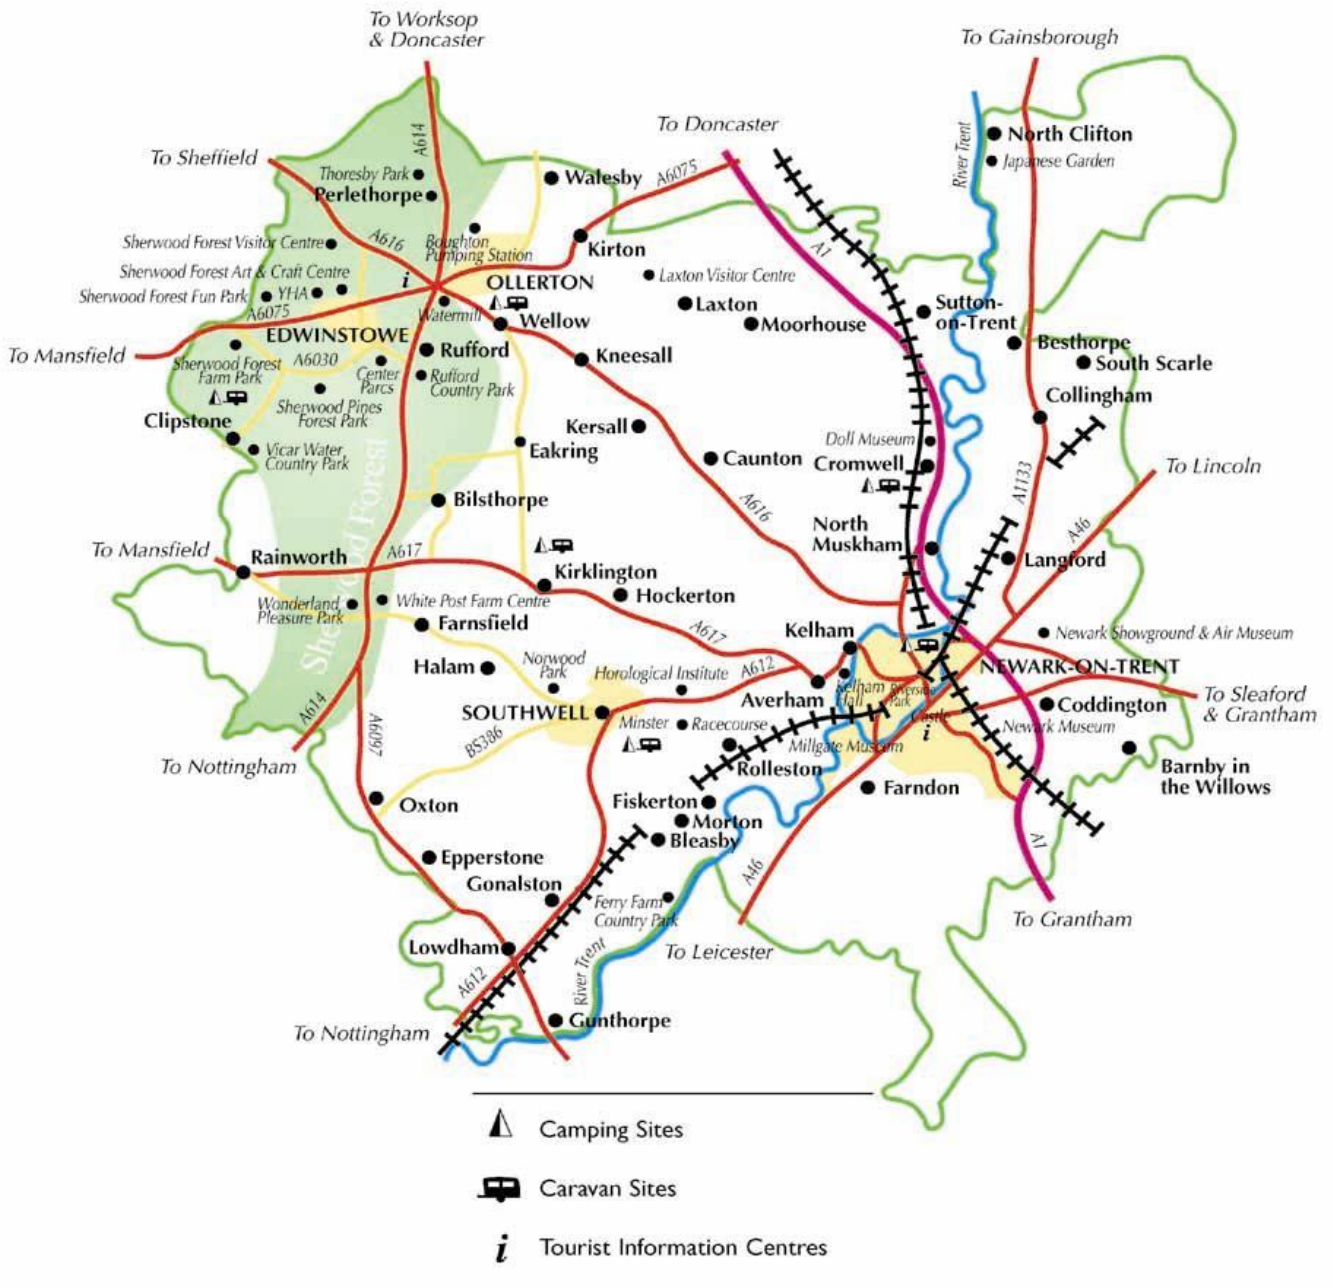 To Worksop
& Doncaster
To Gainsborough
To Doncaster
River Trent
North Clifton
Japanese Garden
To Sheffield
A614
Thoresby Park
Perlethorpe
Walesby
A6075
Sherwood Forest Visitor Centre
A616
Boughton
Pumping Station
Kirton
A1
Sherwood Forest Art & Craft Centre
Sherwood Forest Fun Park
YHA
i
OLLERTON
Laxton Visitor Centre
Laxton
Moorhouse
Sutton-
on-Trent
A6075
Watermill
Wellow
EDWINSTOWE
To Mansfield
Rufford
Kneesall
Besthorpe
South Scarle
Sherwood Forest
Farm Park
A6030
Center
Parcs
Rufford
Country Park
Collingham
Sherwood Pines
Forest Park
Clipstone
Kersall
Doll Museum
Vicar Water
Country Park
Eakring
Caunton
Cromwell
To Lincoln
A1133
Bilsthorpe
A616
A46
North
Muskham
Sherwood Forest
To Mansfield
Rainworth
A617
Langford
Kirklington
Hockerton
Wonderland
Pleasure Park
White Post Farm Centre
Farnsfield
A617
Kelham
Newark Showground & Air Museum
Halam
Norwood
Park
Horological Institute
A612
NEWARK-ON-TRENT
Averham
Kelham
Hall
Riverside
Park
To Sleaford
& Grantham
A614
SOUTHWELL
Minster
Racecourse
Castle
i
Coddington
Newark Museum
A6097
BS386
Millgate Museum
To Nottingham
Rolleston
Barnby in
the Willows
Oxton
Fiskerton
Farndon
Morton
Bleasby
A1
Epperstone
Gonalston
A46
Ferry Farm
Country Park
To Grantham
Lowdham
To Leicester
A612
River Trent
To Nottingham
Gunthorpe
Camping Sites
Caravan Sites
i Tourist Information Centres